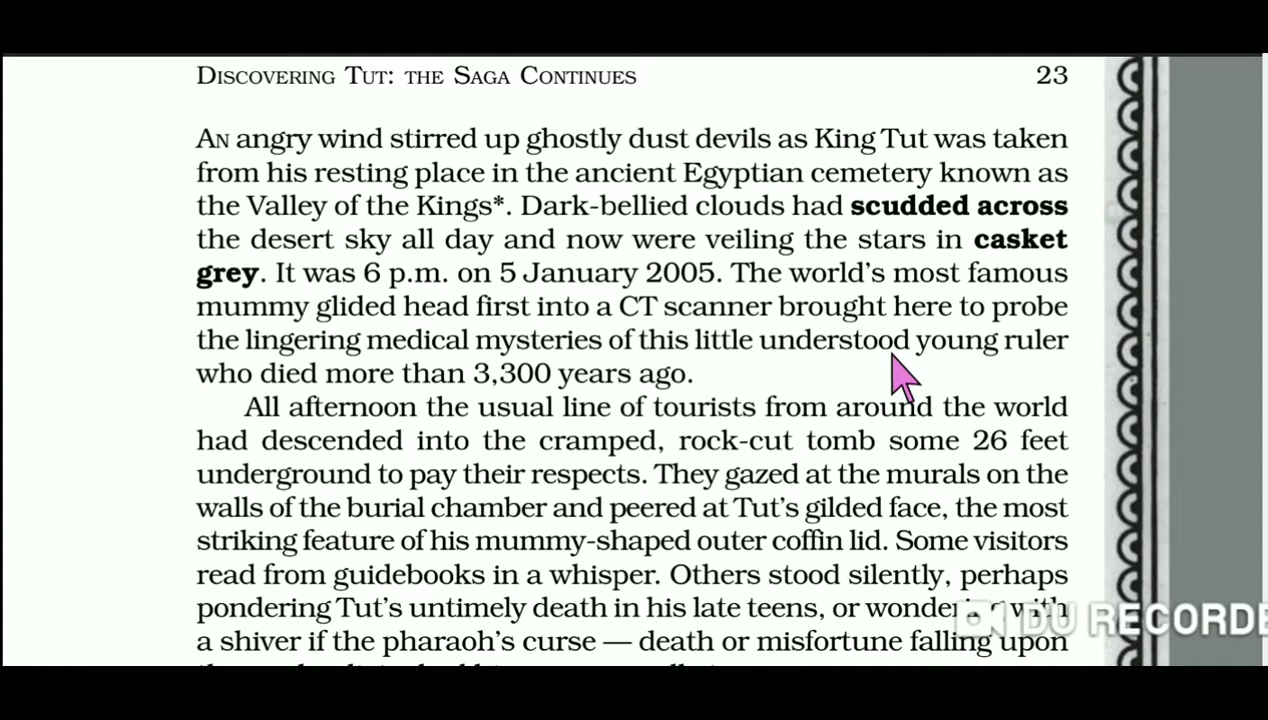 DISCOVERING TUT: THE SAGA CONTINUES 23
AN angry wind stirred up ghostly dust devils as King Tut was taken
from his resting place in the ancient Egyptian cemetery known as
the Valley of the Kings*. Dark-bellied clouds had scudded across
the desert sky all day and now were veiling the stars in casket
grey. It was 6 p.m. on 5 January 2005. The world's most famous
mummy glided head first into a CT scanner brought here to probe
the lingering medical mysteries of this little understood young ruler
who died more than 3,300 years ago.
All afternoon the usual line of tourists from around the world
had descended into the cramped, rock-cut tomb some 26 feet
underground to pay their respects. They gazed at the murals on the
walls of the burial chamber and peered at Tut's gilded face, the most
striking feature of his mummy-shaped outer coffin lid. Some visitors
read from guidebooks in a whisper. Others stood silently, perhaps
pondering Tut's untimely death in his late teens, or with
a shiver if the pharaoh's curse — death or misfortune falling upon
DU RECORDE